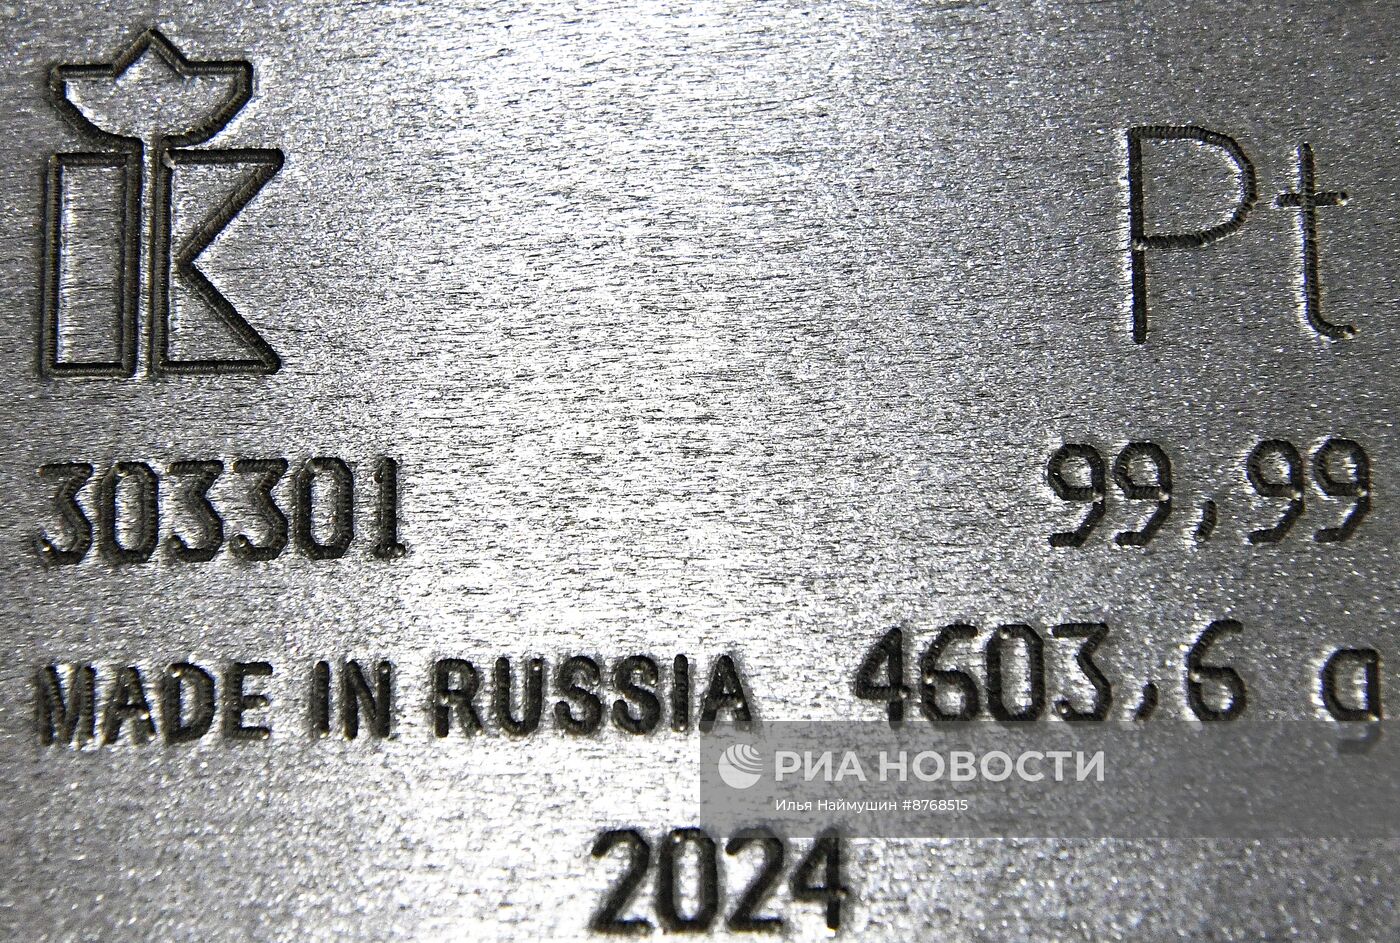 Pt
303301 99,99
MADE IN RUSSIA 4603,6 g
РИА НОВОСТИ
Илья Наймушин #8768515
2024